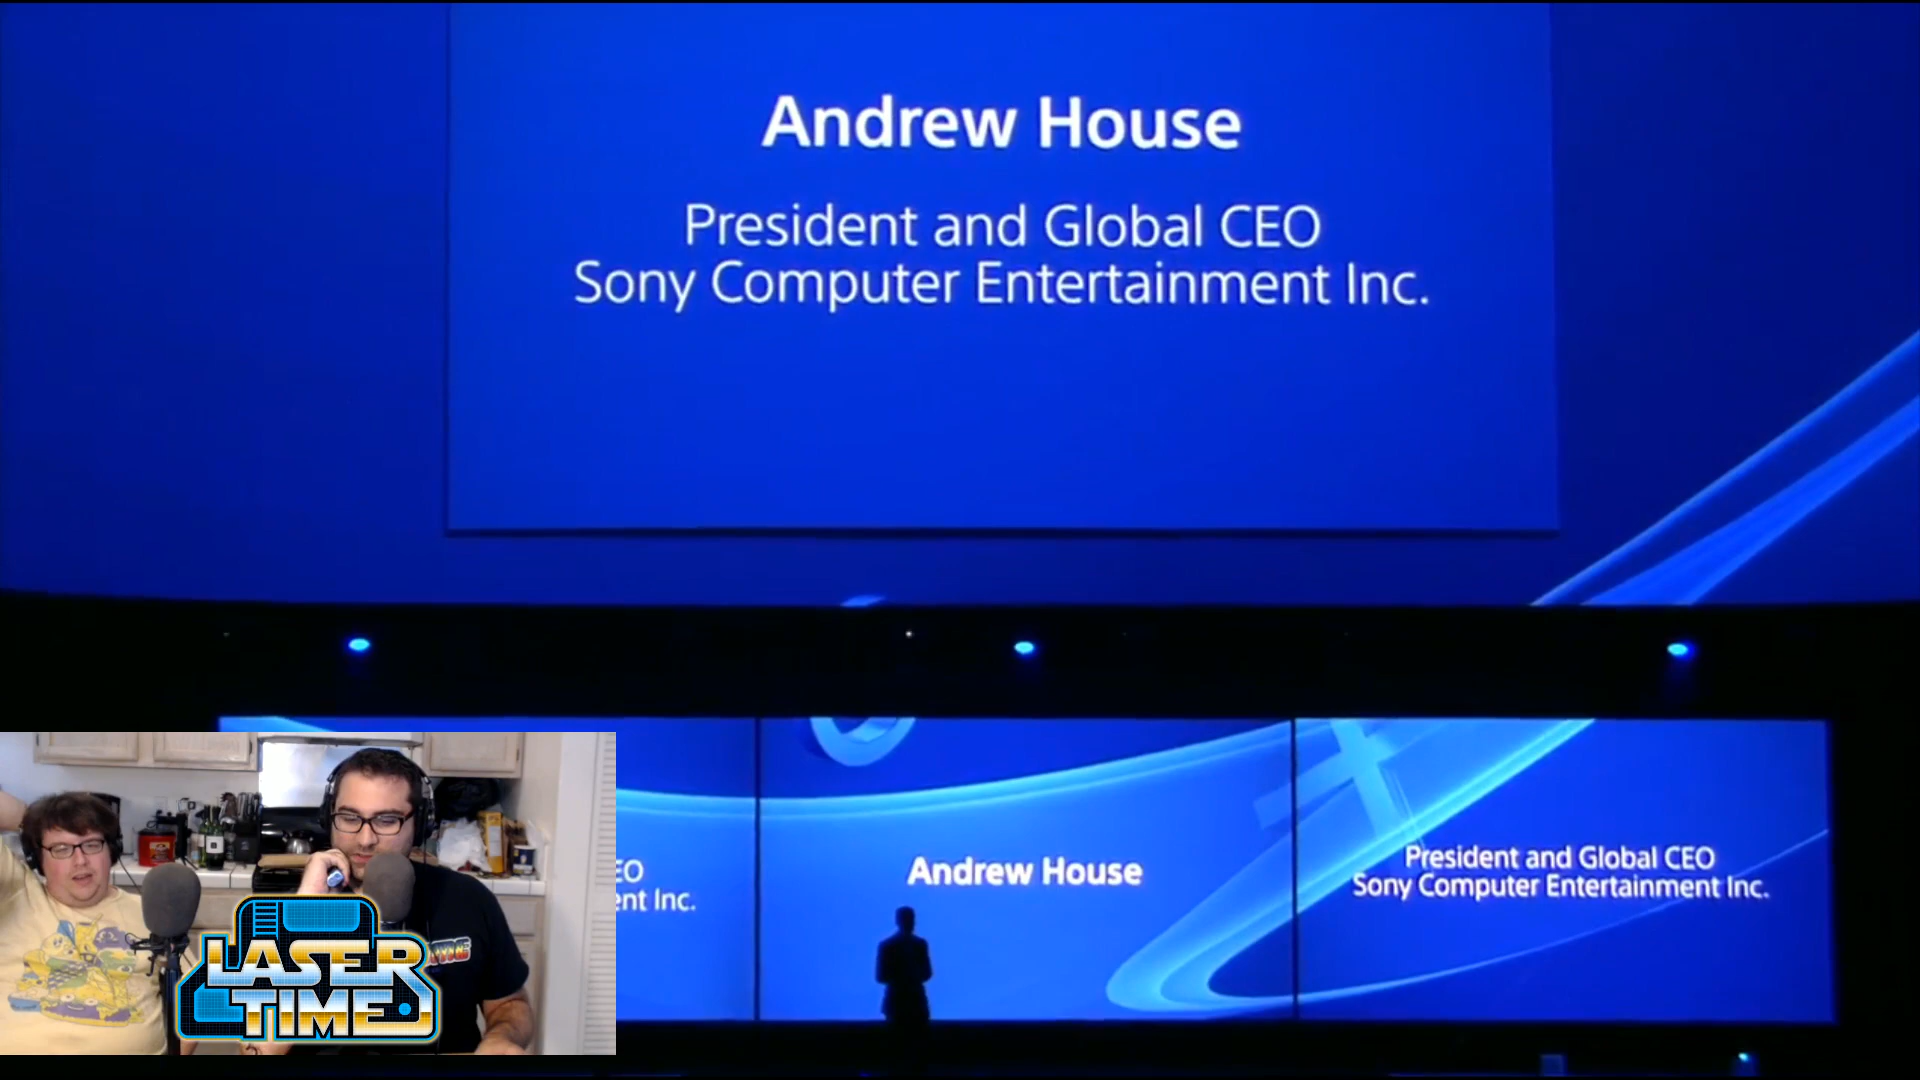 Andrew House
President and Global CEO
Sony Computer Entertainment Inc.
EO
ent Inc.
Andrew House
President and Global CEO
Sony Computer Entertainment Inc.
LASER
TIME